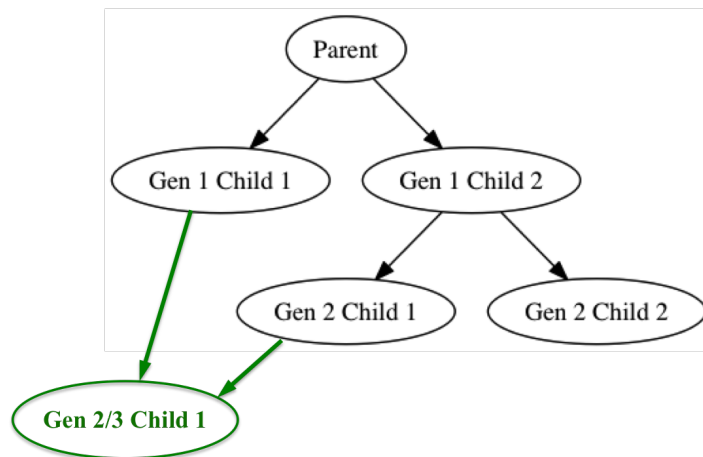 Parent
Gen 1 Child 1
Gen 1 Child 2
Gen 2 Child 1
Gen 2 Child 2
Gen 2/3 Child 1